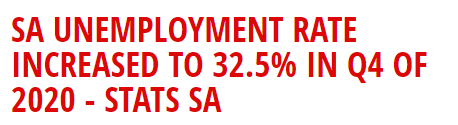 SA UNEMPLOYMENT RATE
INCREASED TO 32.5% IN Q4 OF
2020 - STATS SA